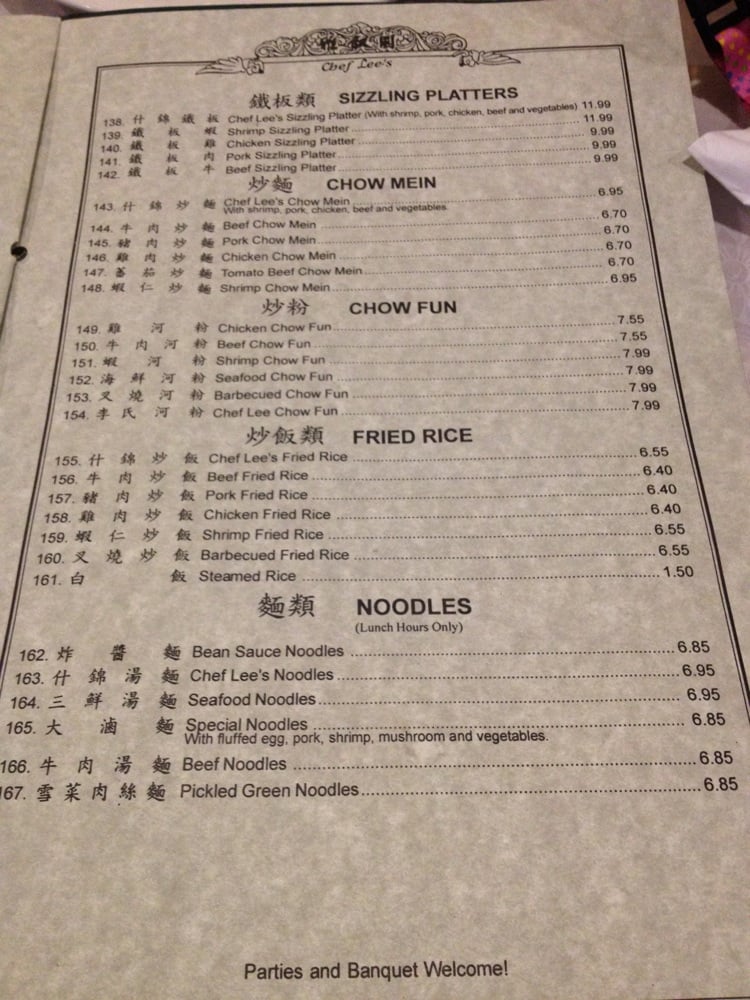 Chef Lee's
鐵板類 SIZZLING PLATTERS
138. 什錦鐵板 Chef Lee's Sizzling Platter (With shrimp, pork, chicken, beef and vegetables) 11.99
139. 鐵板蝦 Shrimp Sizzling Platter 11.99
140. 鐵板雞 Chicken Sizzling Platter 9.99
141. 鐵板肉 Pork Sizzling Platter 9.99
142. 鐵板牛 Beef Sizzling Platter 9.99
炒麵 CHOW MEIN
143. 什錦炒麵 Chef Lee's Chow Mein 6.95
With shrimp, pork, chicken, beef and vegetables.
144. 牛肉炒麵 Beef Chow Mein 6.70
145. 豬肉炒麵 Pork Chow Mein 6.70
146. 雞肉炒麵 Chicken Chow Mein 6.70
147. 蕃茄炒麵 Tomato Beef Chow Mein 6.70
148. 蝦仁炒麵 Shrimp Chow Mein 6.95
炒粉 CHOW FUN
149. 雞河粉 Chicken Chow Fun 7.55
150. 牛肉河粉 Beef Chow Fun 7.55
151. 蝦河粉 Shrimp Chow Fun 7.99
152. 海鮮河粉 Seafood Chow Fun 7.99
153. 叉燒河粉 Barbecued Chow Fun 7.99
154. 李氏河粉 Chef Lee Chow Fun 7.99
炒飯類 FRIED RICE
155. 什錦炒飯 Chef Lee's Fried Rice 6.55
156. 牛肉炒飯 Beef Fried Rice 6.40
157. 豬肉炒飯 Pork Fried Rice 6.40
158. 雞肉炒飯 Chicken Fried Rice 6.40
159. 蝦仁炒飯 Shrimp Fried Rice 6.55
160. 叉燒炒飯 Barbecued Fried Rice 6.55
161. 白飯 Steamed Rice 1.50
麵類 NOODLES
(Lunch Hours Only)
162. 炸醬麵 Bean Sauce Noodles 6.85
163. 什錦湯麵 Chef Lee's Noodles 6.95
164. 三鮮湯麵 Seafood Noodles 6.95
165. 大滷麵 Special Noodles 6.85
With fluffed egg, pork, shrimp, mushroom and vegetables.
166. 牛肉湯麵 Beef Noodles 6.85
167. 雪菜肉絲麵 Pickled Green Noodles 6.85
Parties and Banquet Welcome!